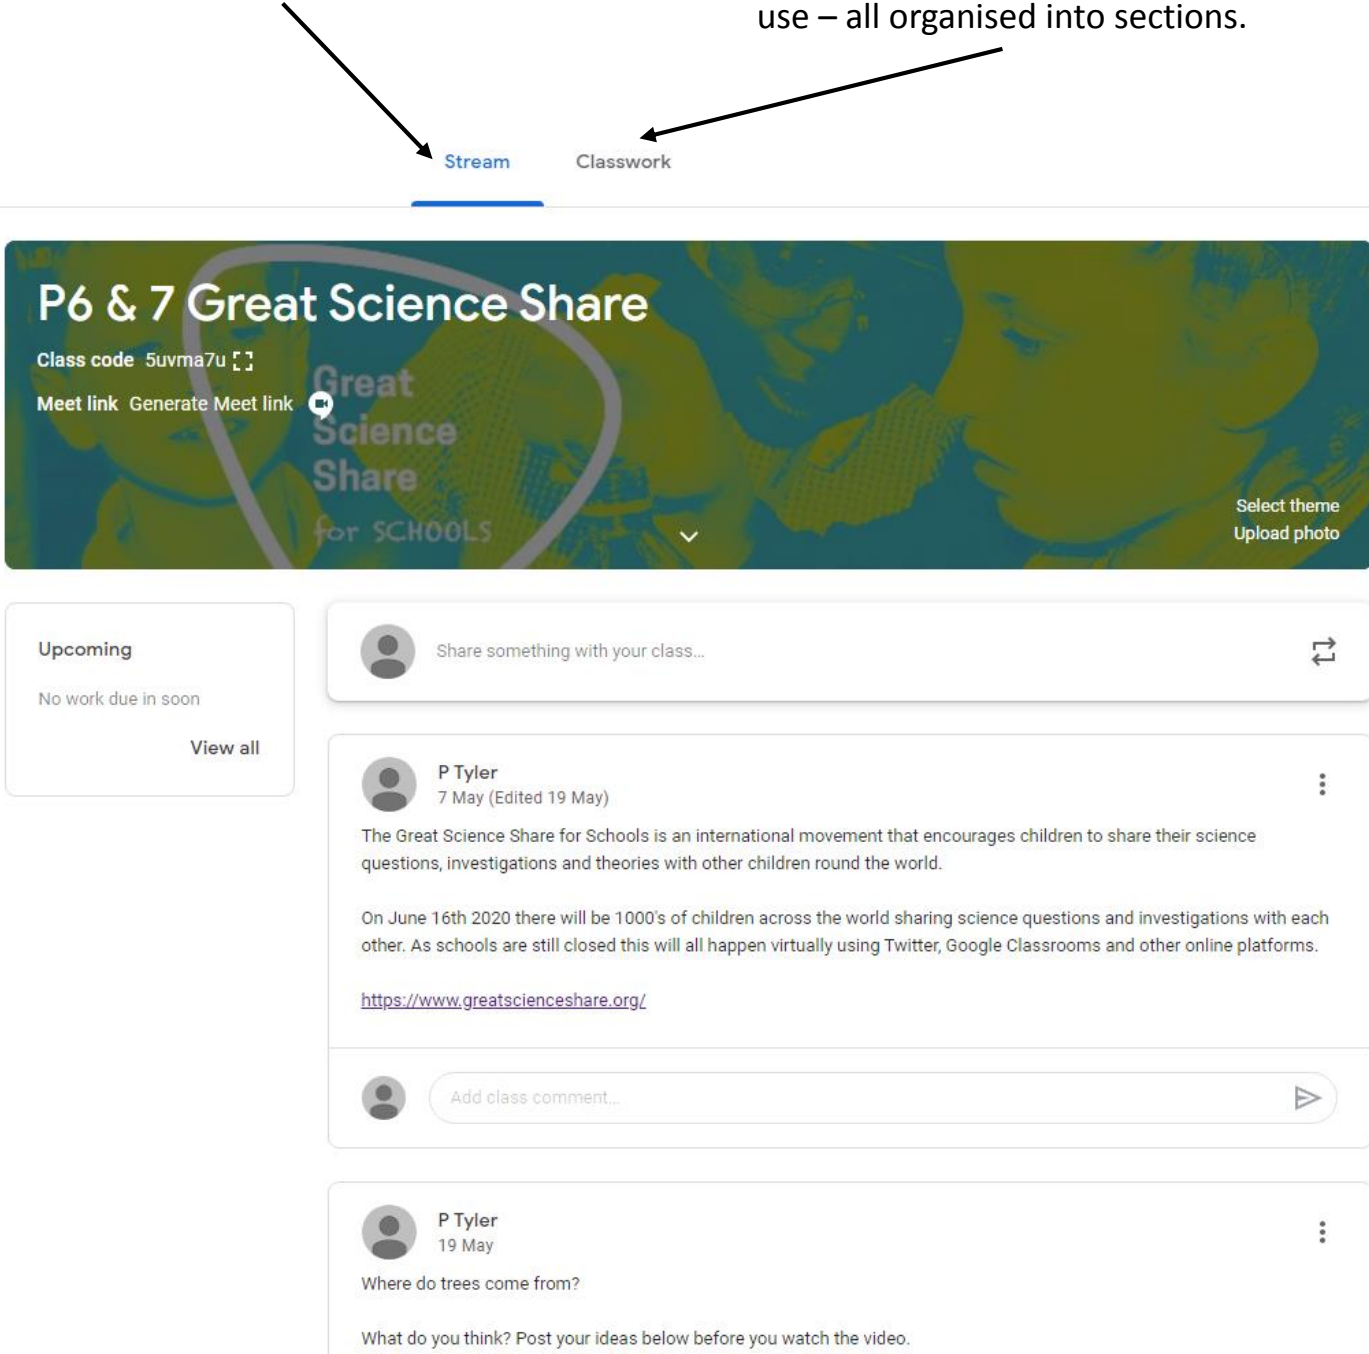 use – all organised into sections.
Stream
Classwork
P6 & 7 Great Science Share
Class code 5uvma7u
Meet link Generate Meet link
Great
Science
Share
for SCHOOLS
Select theme
Upload photo
Upcoming
No work due in soon
View all
Share something with your class...
P Tyler
7 May (Edited 19 May)
The Great Science Share for Schools is an international movement that encourages children to share their science
questions, investigations and theories with other children round the world.
On June 16th 2020 there will be 1000's of children across the world sharing science questions and investigations with each
other. As schools are still closed this will all happen virtually using Twitter, Google Classrooms and other online platforms.
https://www.greatscienceshare.org/
Add class comment...
P Tyler
19 May
Where do trees come from?
What do you think? Post your ideas below before you watch the video.